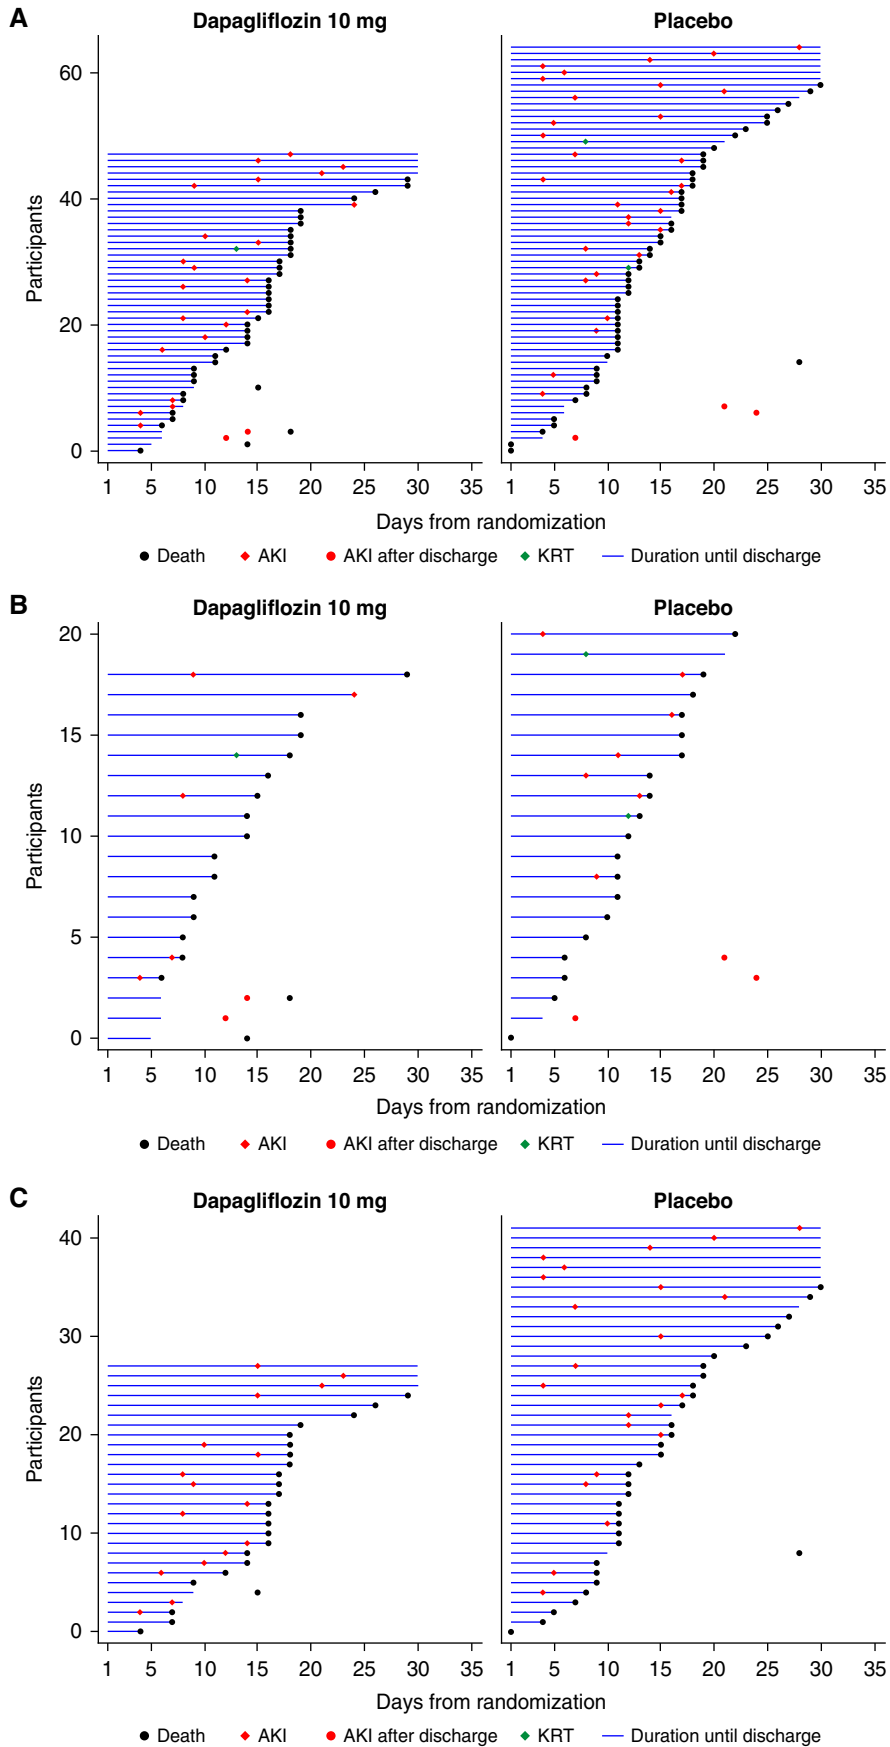 A
Dapagliflozin 10 mg Placebo
60
40
20
0
Participants
1 5 10 15 20 25 30 35 1 5 10 15 20 25 30 35
Days from randomization
Death AKI AKI after discharge KRT Duration until discharge
B
Dapagliflozin 10 mg Placebo
20
15
10
5
0
Participants
1 5 10 15 20 25 30 35 1 5 10 15 20 25 30 35
Days from randomization
Death AKI AKI after discharge KRT Duration until discharge
C
Dapagliflozin 10 mg Placebo
40
30
20
10
0
Participants
1 5 10 15 20 25 30 35 1 5 10 15 20 25 30 35
Days from randomization
Death AKI AKI after discharge KRT Duration until discharge